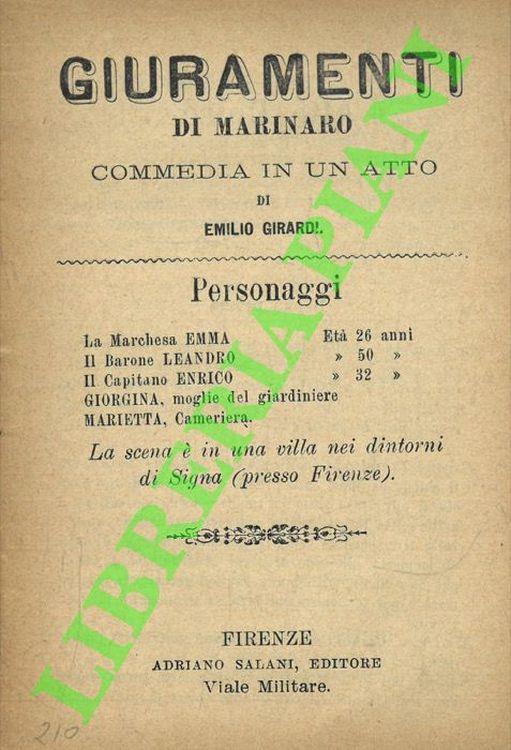 GIURAMENTI
DI MARINARO
COMMEDIA IN UN ATTO
DI
EMILIO GIRARDI.
Personaggi
La Marchesa EMMA Età 26 anni
Il Barone LEANDRO » 50 »
Il Capitano ENRICO » 32 »
GIORGINA, moglie del giardiniere
MARIETTA, Cameriera.
La scena è in una villa nei dintorni
di Signa (presso Firenze).
FIRENZE
ADRIANO SALANI, EDITORE
Viale Militare.
210
LIBRERIA PIANI